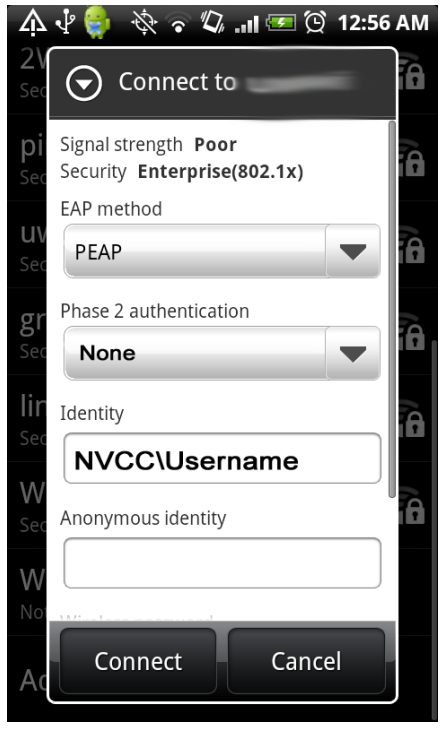 12:56 AM
Connect to
Signal strength Poor
Security Enterprise(802.1x)
EAP method
PEAP
Phase 2 authentication
None
Identity
NVCC\Username
Anonymous identity
Connect Cancel